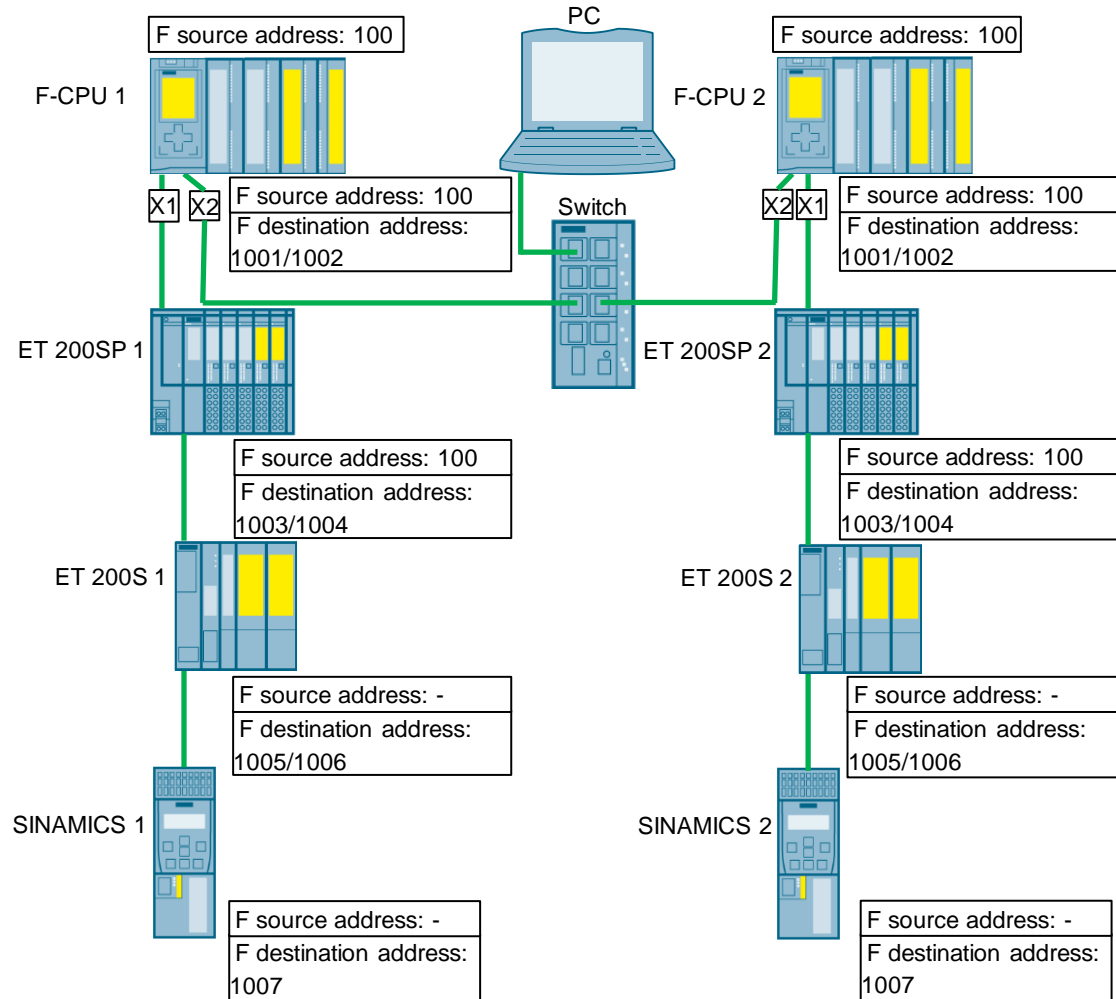 PC
F source address: 100
F source address: 100
F-CPU 1
F-CPU 2
X1
X2
F source address: 100
F destination address:
1001/1002
Switch
X2
X1
F source address: 100
F destination address:
1001/1002
ET 200SP 1
ET 200SP 2
F source address: 100
F destination address:
1003/1004
F source address: 100
F destination address:
1003/1004
ET 200S 1
ET 200S 2
F source address: -
F destination address:
1005/1006
F source address: -
F destination address:
1005/1006
SINAMICS 1
SINAMICS 2
F source address: -
F destination address:
1007
F source address: -
F destination address:
1007